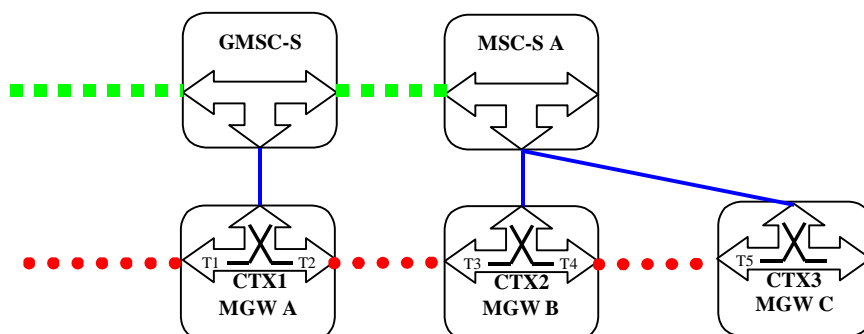 GMSC-S
MSC-S A
T1 T2
CTX1
MGW A
T3 T4
CTX2
MGW B
T5
CTX3
MGW C